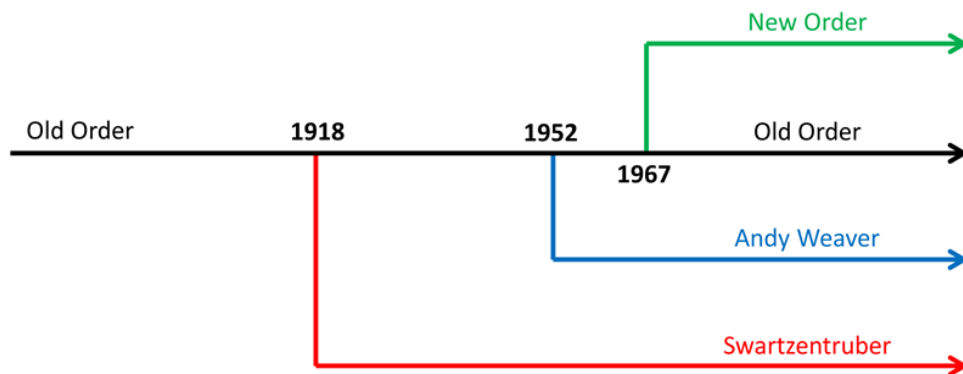 New Order
Old Order
1918
1952
Old Order
1967
Andy Weaver
Swartzentruber